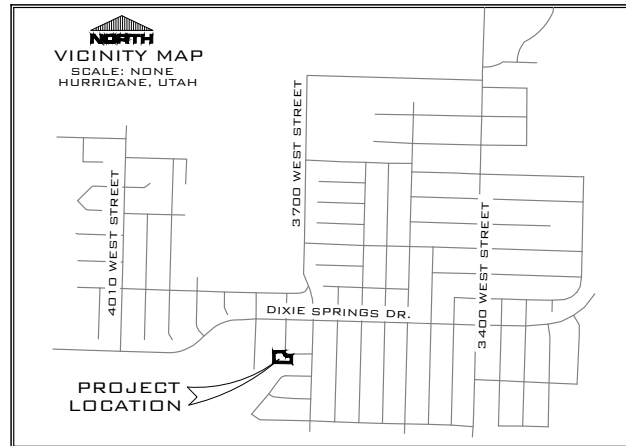 NORTH
VICINITY MAP
SCALE: NONE
HURRICANE, UTAH
3700 WEST STREET
4010 WEST STREET
3400 WEST STREET
DIXIE SPRINGS DR.
PROJECT
LOCATION